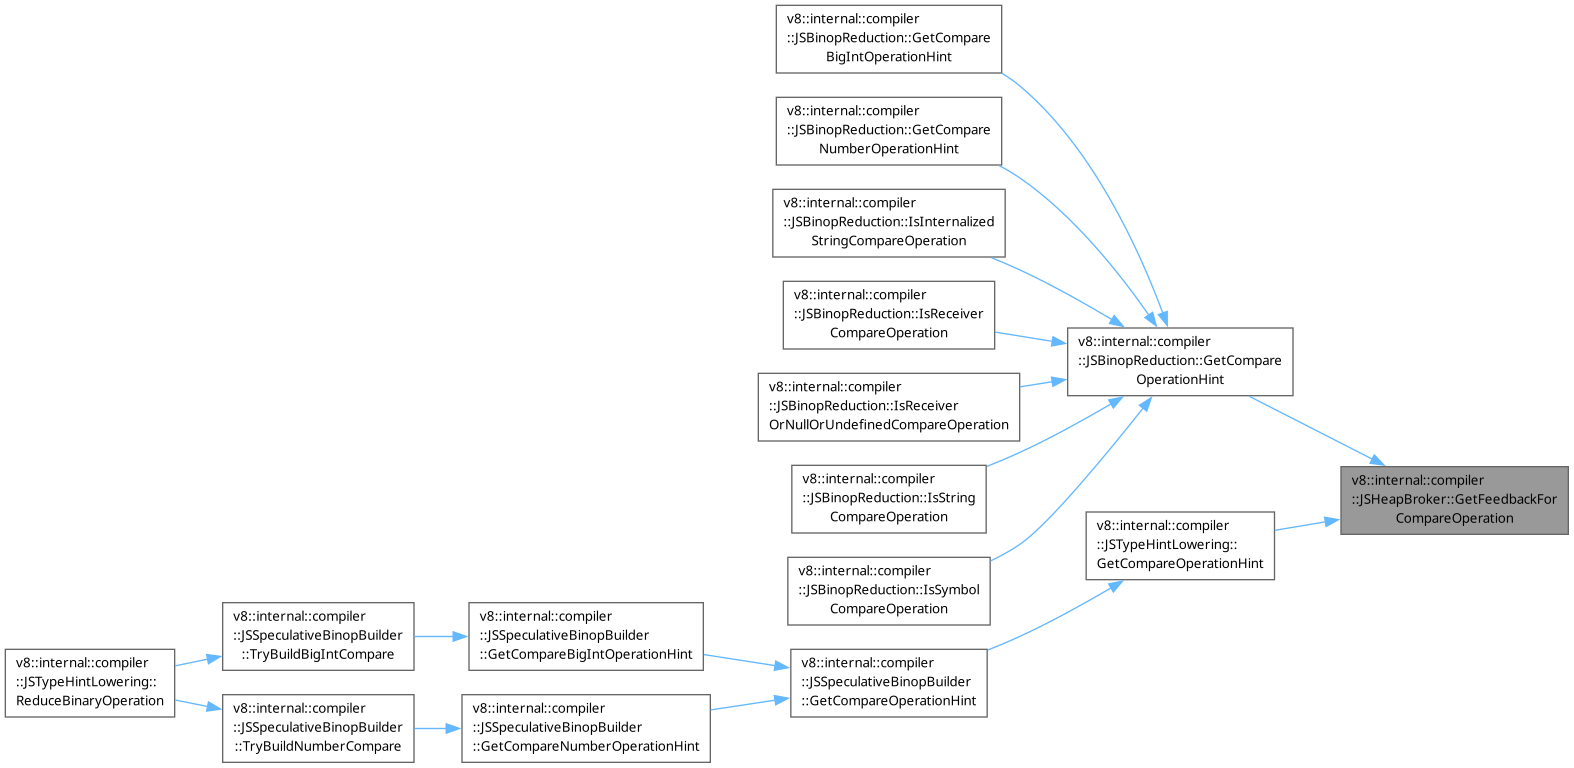 v8::internal::compiler
::JSBinopReduction::GetCompare
BigIntOperationHint
v8::internal::compiler
::JSBinopReduction::GetCompare
NumberOperationHint
v8::internal::compiler
::JSBinopReduction::IsInternalized
StringCompareOperation
v8::internal::compiler
::JSBinopReduction::IsReceiver
CompareOperation
v8::internal::compiler
::JSBinopReduction::GetCompare
OperationHint
v8::internal::compiler
::JSBinopReduction::IsReceiver
OrNullOrUndefinedCompareOperation
v8::internal::compiler
::JSBinopReduction::IsString
CompareOperation
v8::internal::compiler
::JSHeapBroker::GetFeedbackFor
CompareOperation
v8::internal::compiler
::JSTypeHintLowering::
GetCompareOperationHint
v8::internal::compiler
::JSBinopReduction::IsSymbol
CompareOperation
v8::internal::compiler
::JSSpeculativeBinopBuilder
::TryBuildBigIntCompare
v8::internal::compiler
::JSSpeculativeBinopBuilder
::GetCompareBigIntOperationHint
v8::internal::compiler
::JSTypeHintLowering::
ReduceBinaryOperation
v8::internal::compiler
::JSSpeculativeBinopBuilder
::GetCompareOperationHint
v8::internal::compiler
::JSSpeculativeBinopBuilder
::TryBuildNumberCompare
v8::internal::compiler
::JSSpeculativeBinopBuilder
::GetCompareNumberOperationHint